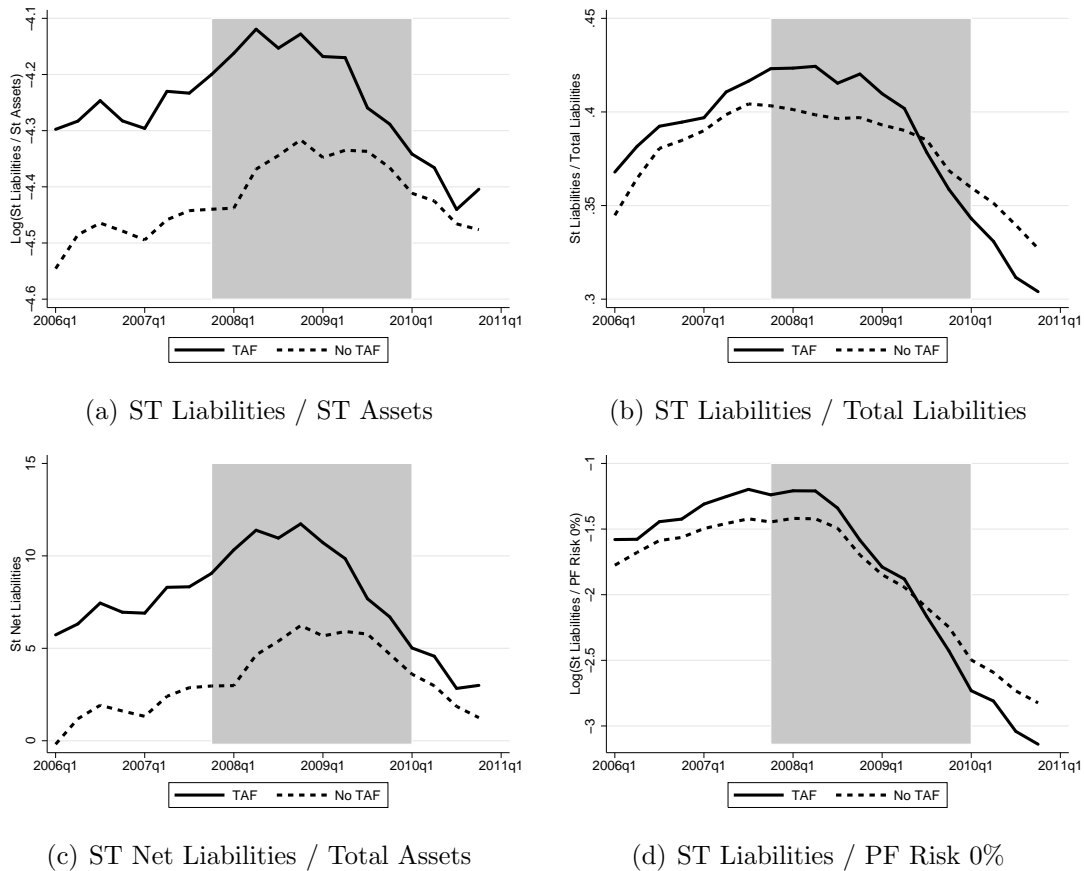 Log(St Liabilities / St Assets)
−4.6 −4.5 −4.4 −4.3 −4.2 −4.1
2006q1 2007q1 2008q1 2009q1 2010q1 2011q1
TAF No TAF
(a) ST Liabilities / ST Assets
St Liabilities / Total Liabilities
.3 .35 .4 .45
2006q1 2007q1 2008q1 2009q1 2010q1 2011q1
TAF No TAF
(b) ST Liabilities / Total Liabilities
St Net Liabilities
0 5 10 15
2006q1 2007q1 2008q1 2009q1 2010q1 2011q1
TAF No TAF
(c) ST Net Liabilities / Total Assets
Log(St Liabilities / PF Risk 0%)
−3 −2.5 −2 −1.5 −1
2006q1 2007q1 2008q1 2009q1 2010q1 2011q1
TAF No TAF
(d) ST Liabilities / PF Risk 0%